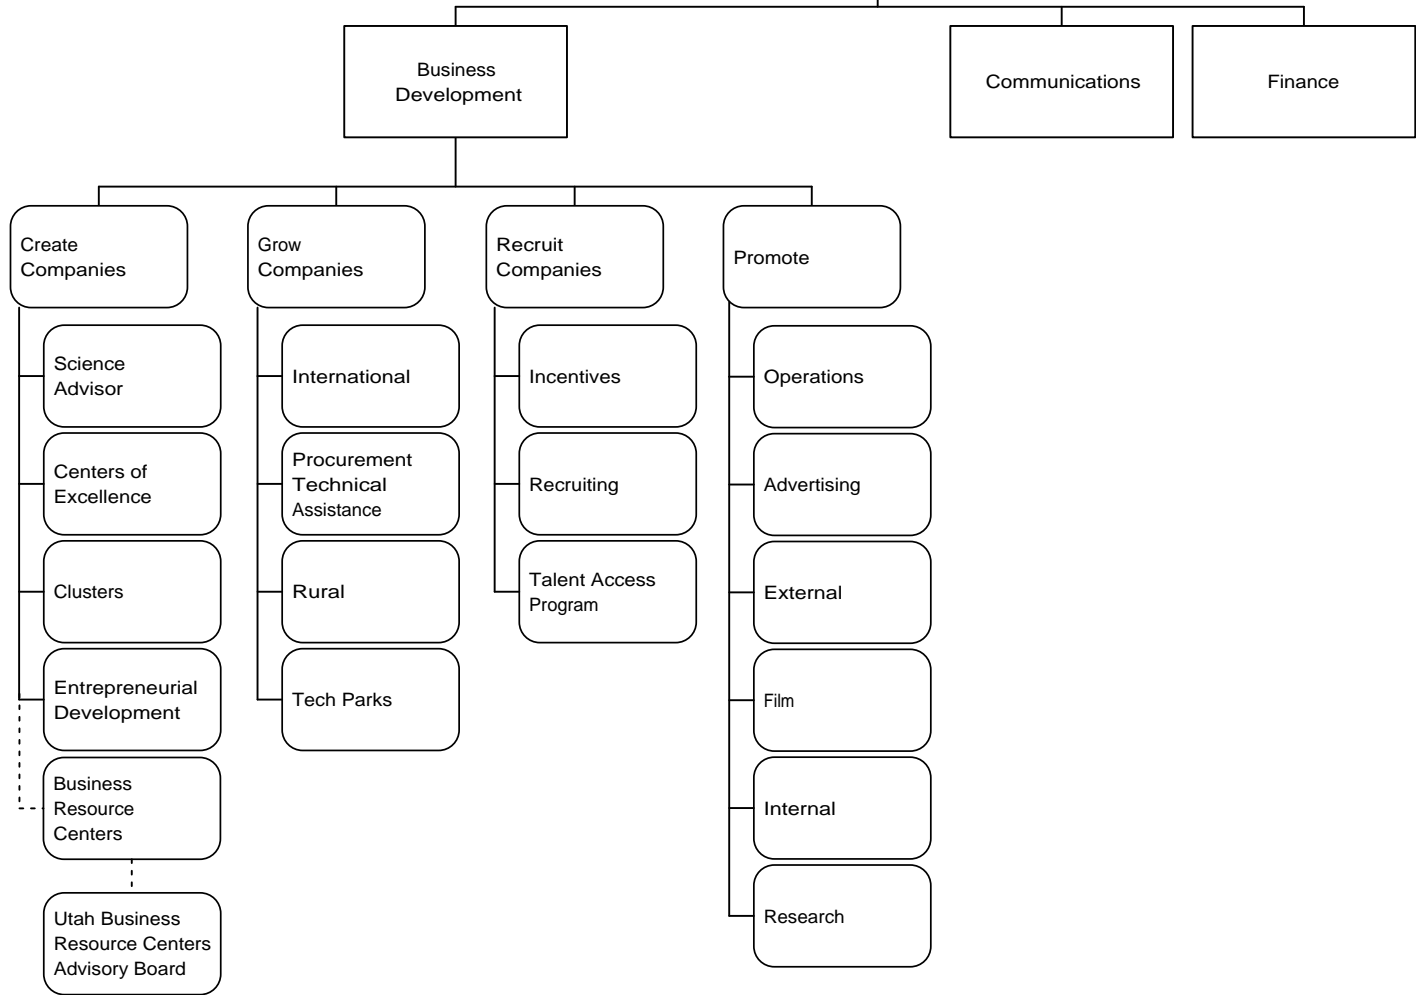 Business
Development
Communications
Finance
Create
Companies
Grow
Companies
Recruit
Companies
Promote
Science
Advisor
Centers of
Excellence
Clusters
Entrepreneurial
Development
Business
Resource
Centers
Utah Business
Resource Centers
Advisory Board
International
Procurement
Technical
Assistance
Rural
Tech Parks
Incentives
Recruiting
Talent Access
Program
Operations
Advertising
External
Film
Internal
Research